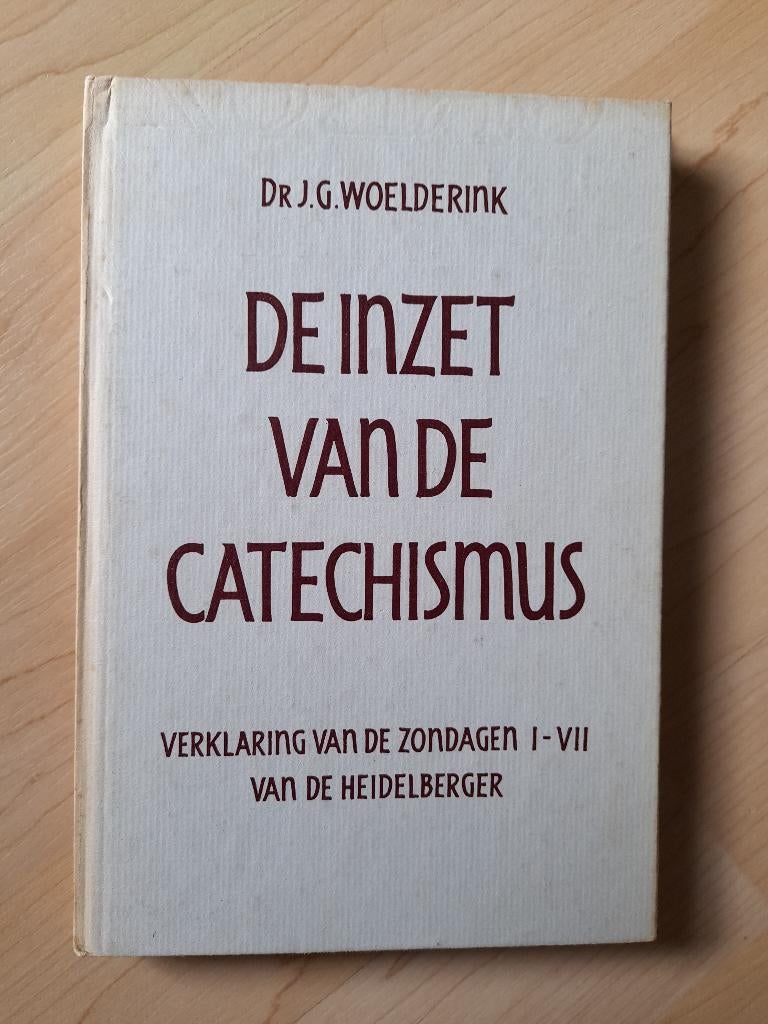 DR J.G. WOELDERINK
DE INZET
VAN DE
CATECHISMUS
VERKLARING VAN DE ZONDAGEN I-VII
VAN DE HEIDELBERGER